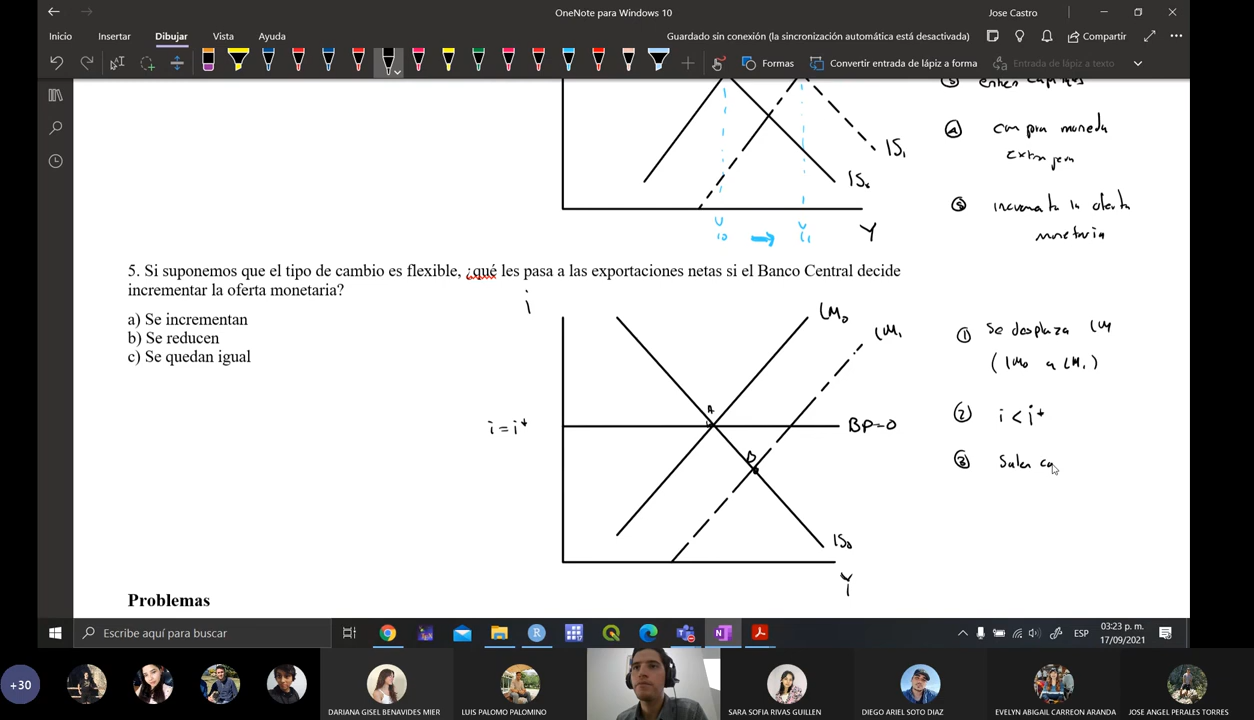 OneNote para Windows 10
Jose Castro
Inicio Insertar Dibujar Vista Ayuda
Guardado sin conexión (la sincronización automática está desactivada)
Compartir
Formas
Convertir entrada de lápiz a forma
Entrada de lápiz a texto
IS₁
IS₀
Y
④ compra moneda
⑤ incrementa la oferta
monetaria
5. Si suponemos que el tipo de cambio es flexible, ¿qué les pasa a las exportaciones netas si el Banco Central decide
incrementar la oferta monetaria?
a) Se incrementan
b) Se reducen
c) Se quedan igual
i
LM₀
LM₁
A
i = i*
BP=0
B
IS₀
Y
① Se desplaza LM
(LM₀ a LM₁)
② i < i*
③ Salen ca
Problemas
Escribe aquí para buscar
ESP
03:23 p. m.
17/09/2021
+30
DARIANA GISEL BENAVIDES MIER
LUIS PALOMO PALOMINO
SARA SOFIA RIVAS GUILLEN
DIEGO ARIEL SOTO DIAZ
EVELYN ABIGAIL CARREON ARANDA
JOSE ANGEL PERALES TORRES